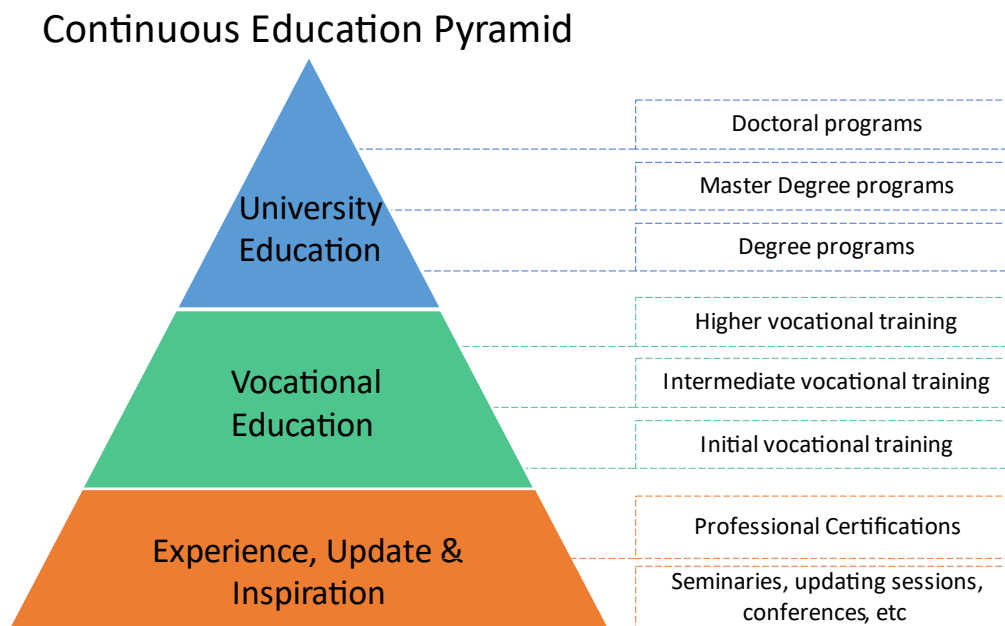 Continuous Education Pyramid
Doctoral programs
Master Degree programs
University
Education
Degree programs
Higher vocational training
Vocational
Education
Intermediate vocational training
Initial vocational training
Professional Certifications
Experience, Update &
Inspiration
Seminaries, updating sessions,
conferences, etc